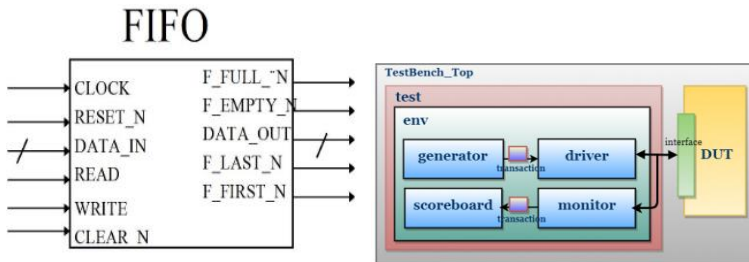 FIFO
CLOCK
RESET_N
DATA_IN
READ
WRITE
CLEAR_N
F_FULL_N
F_EMPTY_N
DATA_OUT
F_LAST_N
F_FIRST_N
TestBench_Top
test
env
generator
transaction
driver
scoreboard
transaction
monitor
interface
DUT